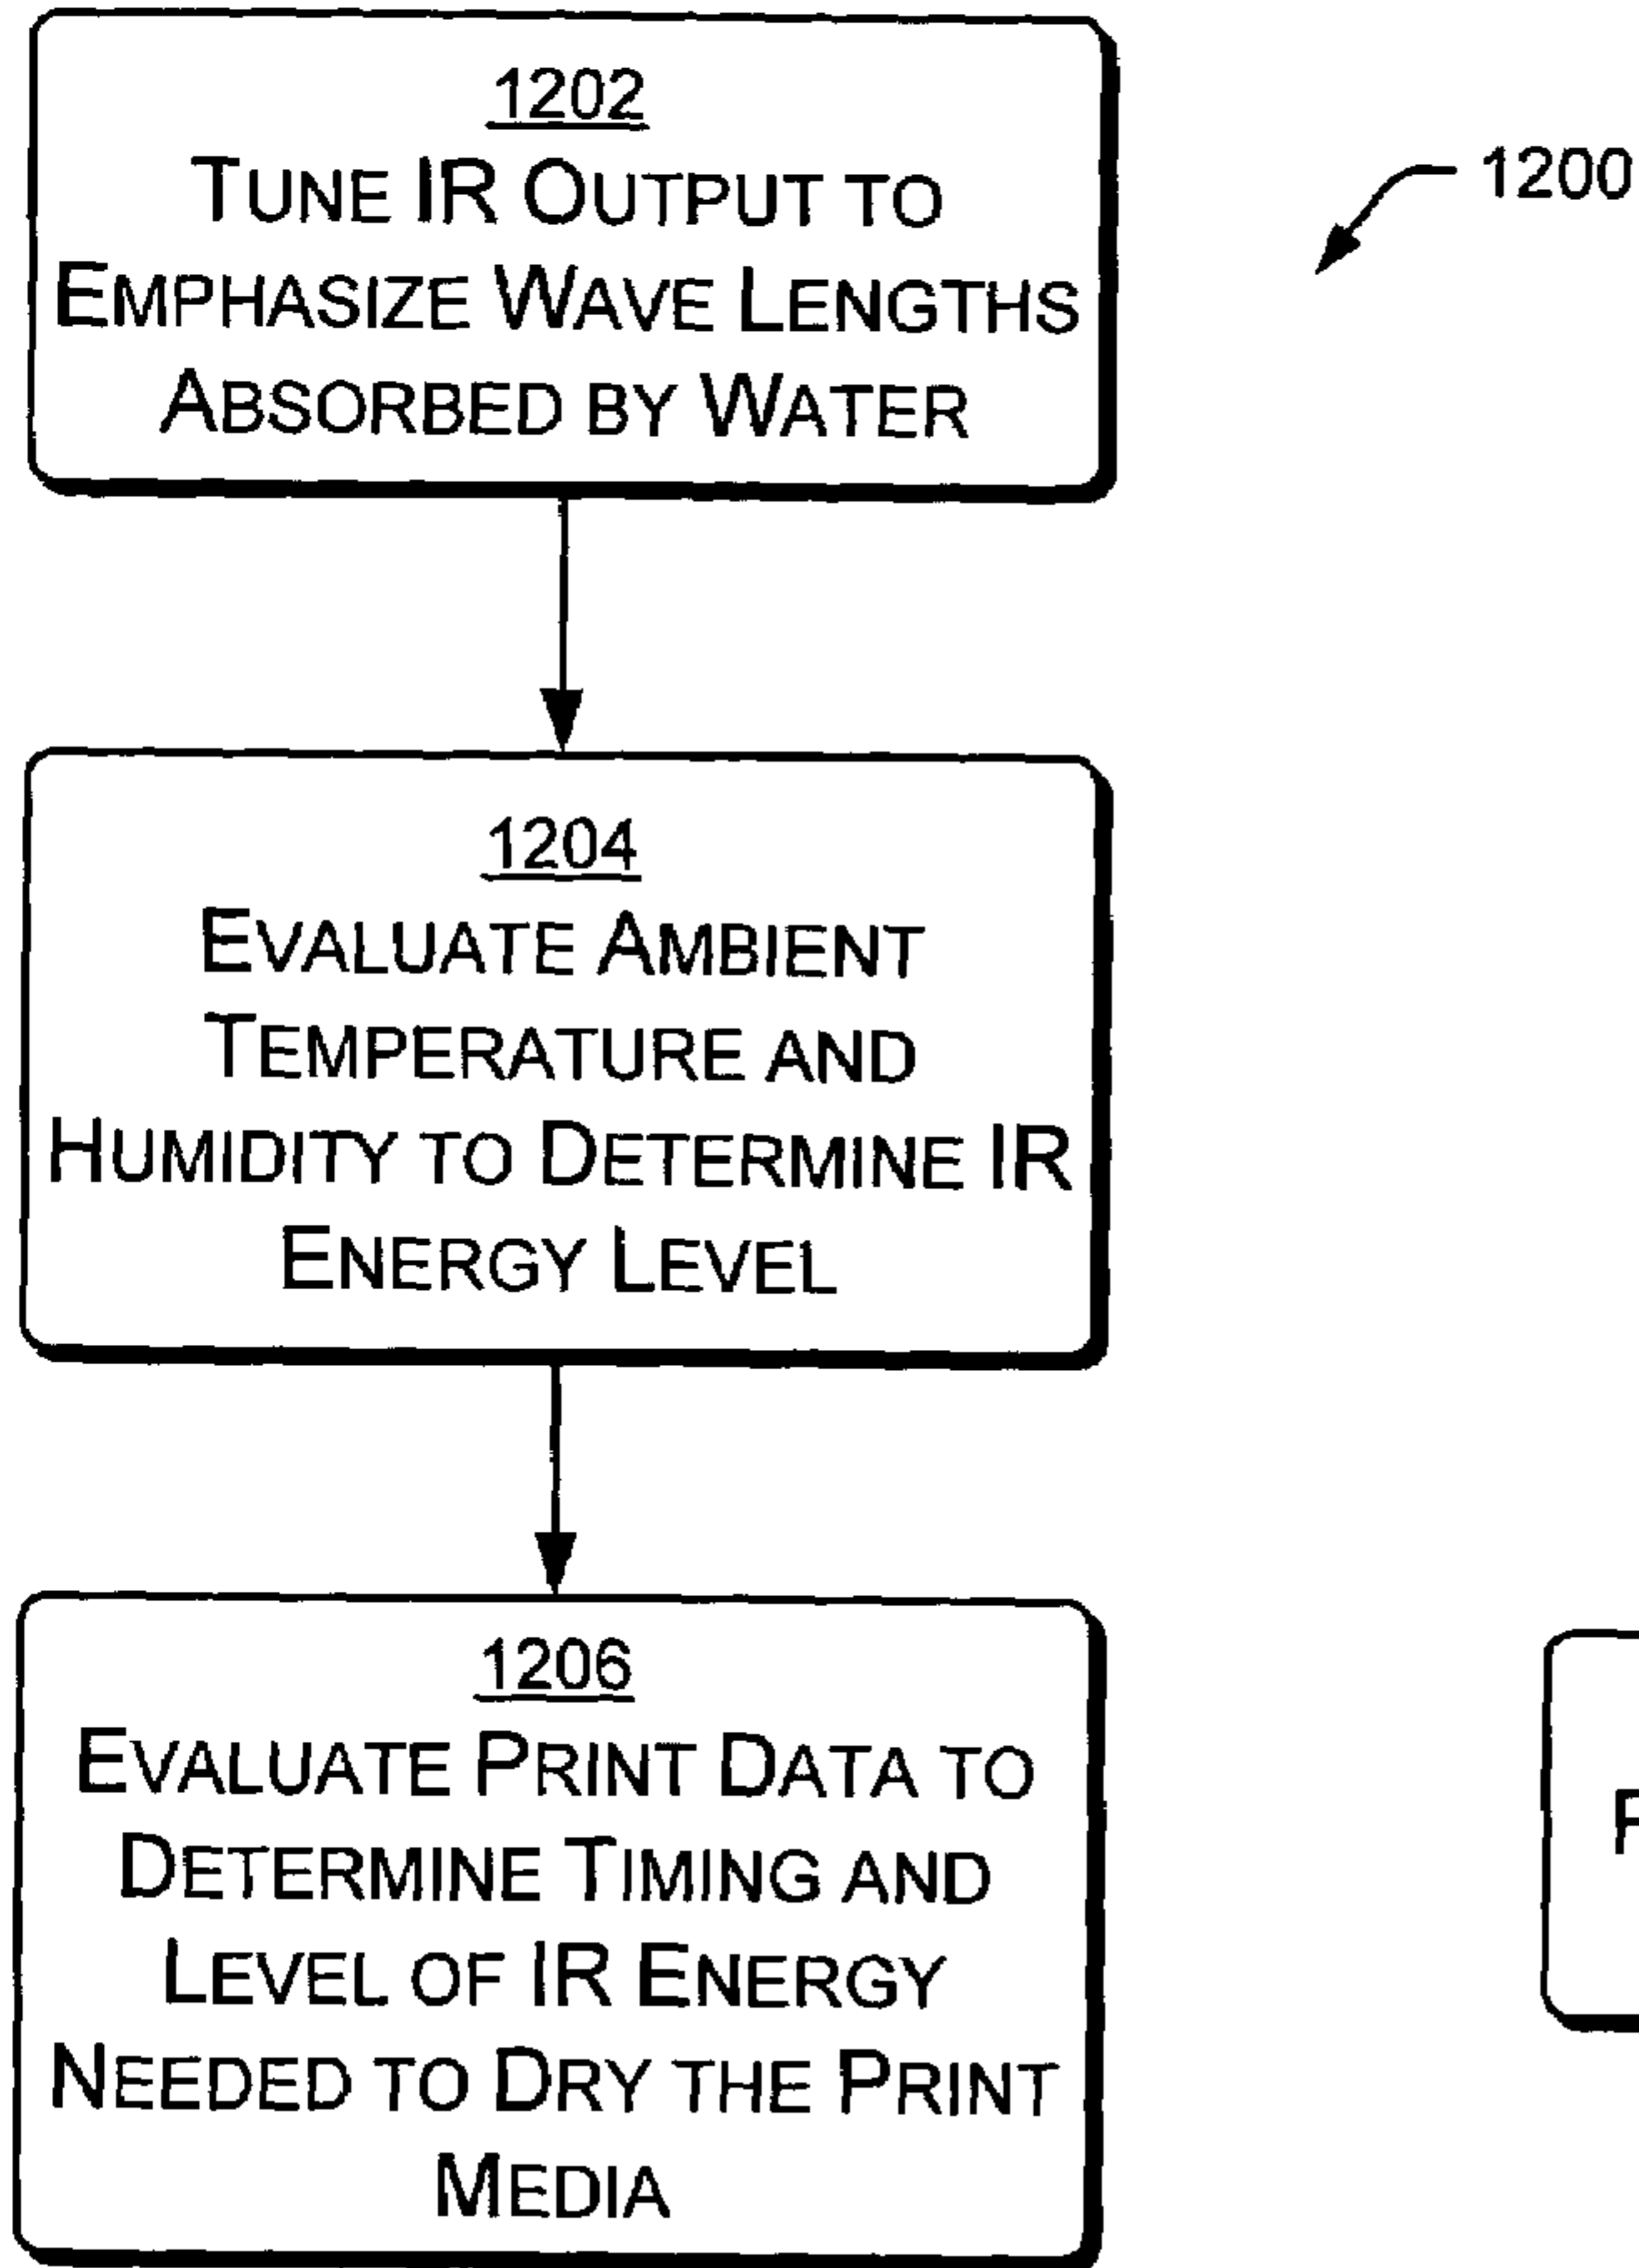 1202
TUNE IR OUTPUT TO
EMPHASIZE WAVE LENGTHS
ABSORBED BY WATER
1200
1204
EVALUATE AMBIENT
TEMPERATURE AND
HUMIDITY TO DETERMINE IR
ENERGY LEVEL
1206
EVALUATE PRINT DATA TO
DETERMINE TIMING AND
LEVEL OF IR ENERGY
NEEDED TO DRY THE PRINT
MEDIA